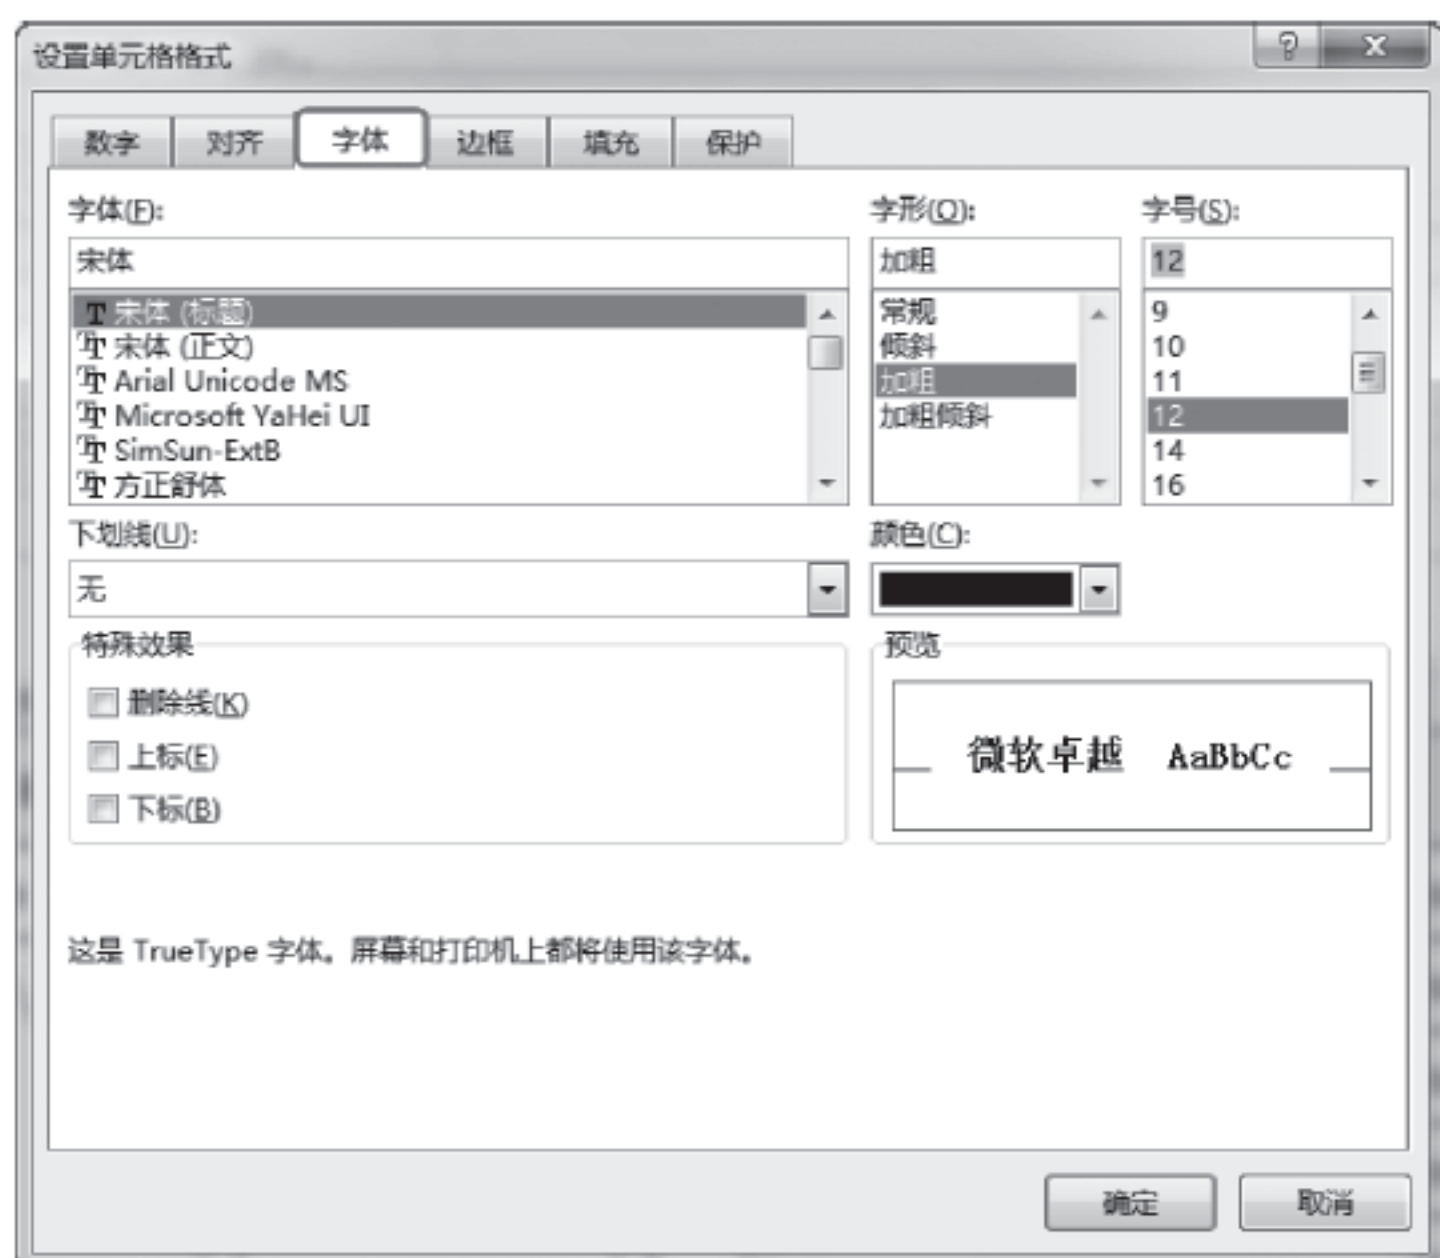 设置单元格格式
数字 对齐 字体 边框 填充 保护
字体(F): 字形(O): 字号(S):
宋体 加粗 12
宋体 (标题) 常规 9
宋体 (正文) 倾斜 10
Arial Unicode MS 加粗 11
Microsoft YaHei UI 加粗倾斜 12
SimSun-ExtB 14
方正舒体 16
下划线(U): 颜色(C):
无
特殊效果 预览
删除线(K)
上标(E)
下标(B)
微软卓越 AaBbCc
这是 TrueType 字体。屏幕和打印机上都将使用该字体。
确定 取消